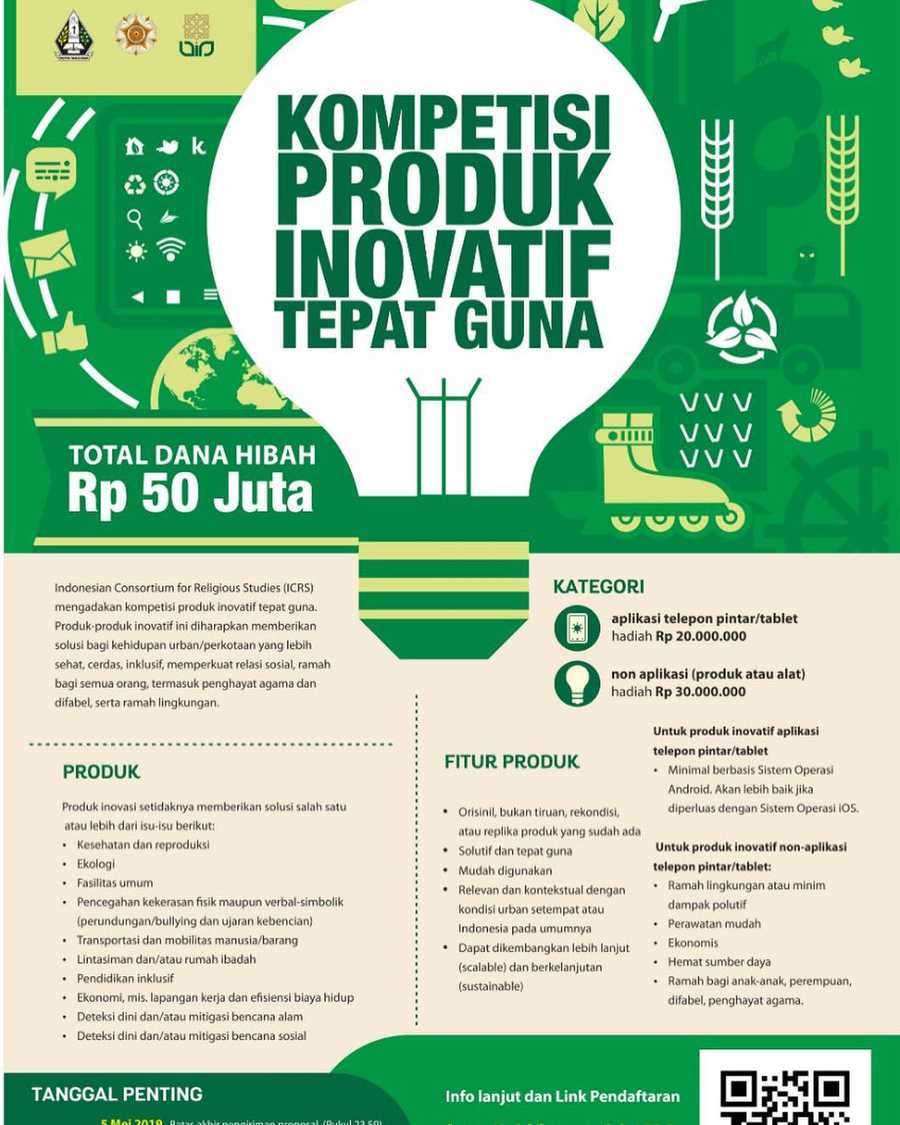 KOMPETISI
PRODUK
INOVATIF
TEPAT GUNA
TOTAL DANA HIBAH
Rp 50 Juta
Indonesian Consortium for Religious Studies (ICRS)
mengadakan kompetisi produk inovatif tepat guna.
Produk-produk inovatif ini diharapkan memberikan
solusi bagi kehidupan urban/perkotaan yang lebih
sehat, cerdas, inklusif, memperkuat relasi sosial, ramah
bagi semua orang, termasuk penghayat agama dan
difabel, serta ramah lingkungan.
KATEGORI
aplikasi telepon pintar/tablet
hadiah Rp 20.000.000
non aplikasi (produk atau alat)
hadiah Rp 30.000.000
PRODUK
Produk inovasi setidaknya memberikan solusi salah satu
atau lebih dari isu-isu berikut:
• Kesehatan dan reproduksi
• Ekologi
• Fasilitas umum
• Pencegahan kekerasan fisik maupun verbal-simbolik
(perundungan/bullying dan ujaran kebencian)
• Transportasi dan mobilitas manusia/barang
• Lintasiman dan/atau rumah ibadah
• Pendidikan inklusif
• Ekonomi, mis. lapangan kerja dan efisiensi biaya hidup
• Deteksi dini dan/atau mitigasi bencana alam
• Deteksi dini dan/atau mitigasi bencana sosial
FITUR PRODUK
• Orisinil, bukan tiruan, rekondisi,
atau replika produk yang sudah ada
• Solutif dan tepat guna
• Mudah digunakan
• Relevan dan kontekstual dengan
kondisi urban setempat atau
Indonesia pada umumnya
• Dapat dikembangkan lebih lanjut
(scalable) dan berkelanjutan
(sustainable)
Untuk produk inovatif aplikasi
telepon pintar/tablet
• Minimal berbasis Sistem Operasi
Android. Akan lebih baik jika
diperluas dengan Sistem Operasi iOS.
Untuk produk inovatif non-aplikasi
telepon pintar/tablet:
• Ramah lingkungan atau minim
dampak polutif
• Perawatan mudah
• Ekonomis
• Hemat sumber daya
• Ramah bagi anak-anak, perempuan,
difabel, penghayat agama.
TANGGAL PENTING
5 Mei 2019 Batas akhir pengiriman proposal (Pukul 23.59)
Info lanjut dan Link Pendaftaran